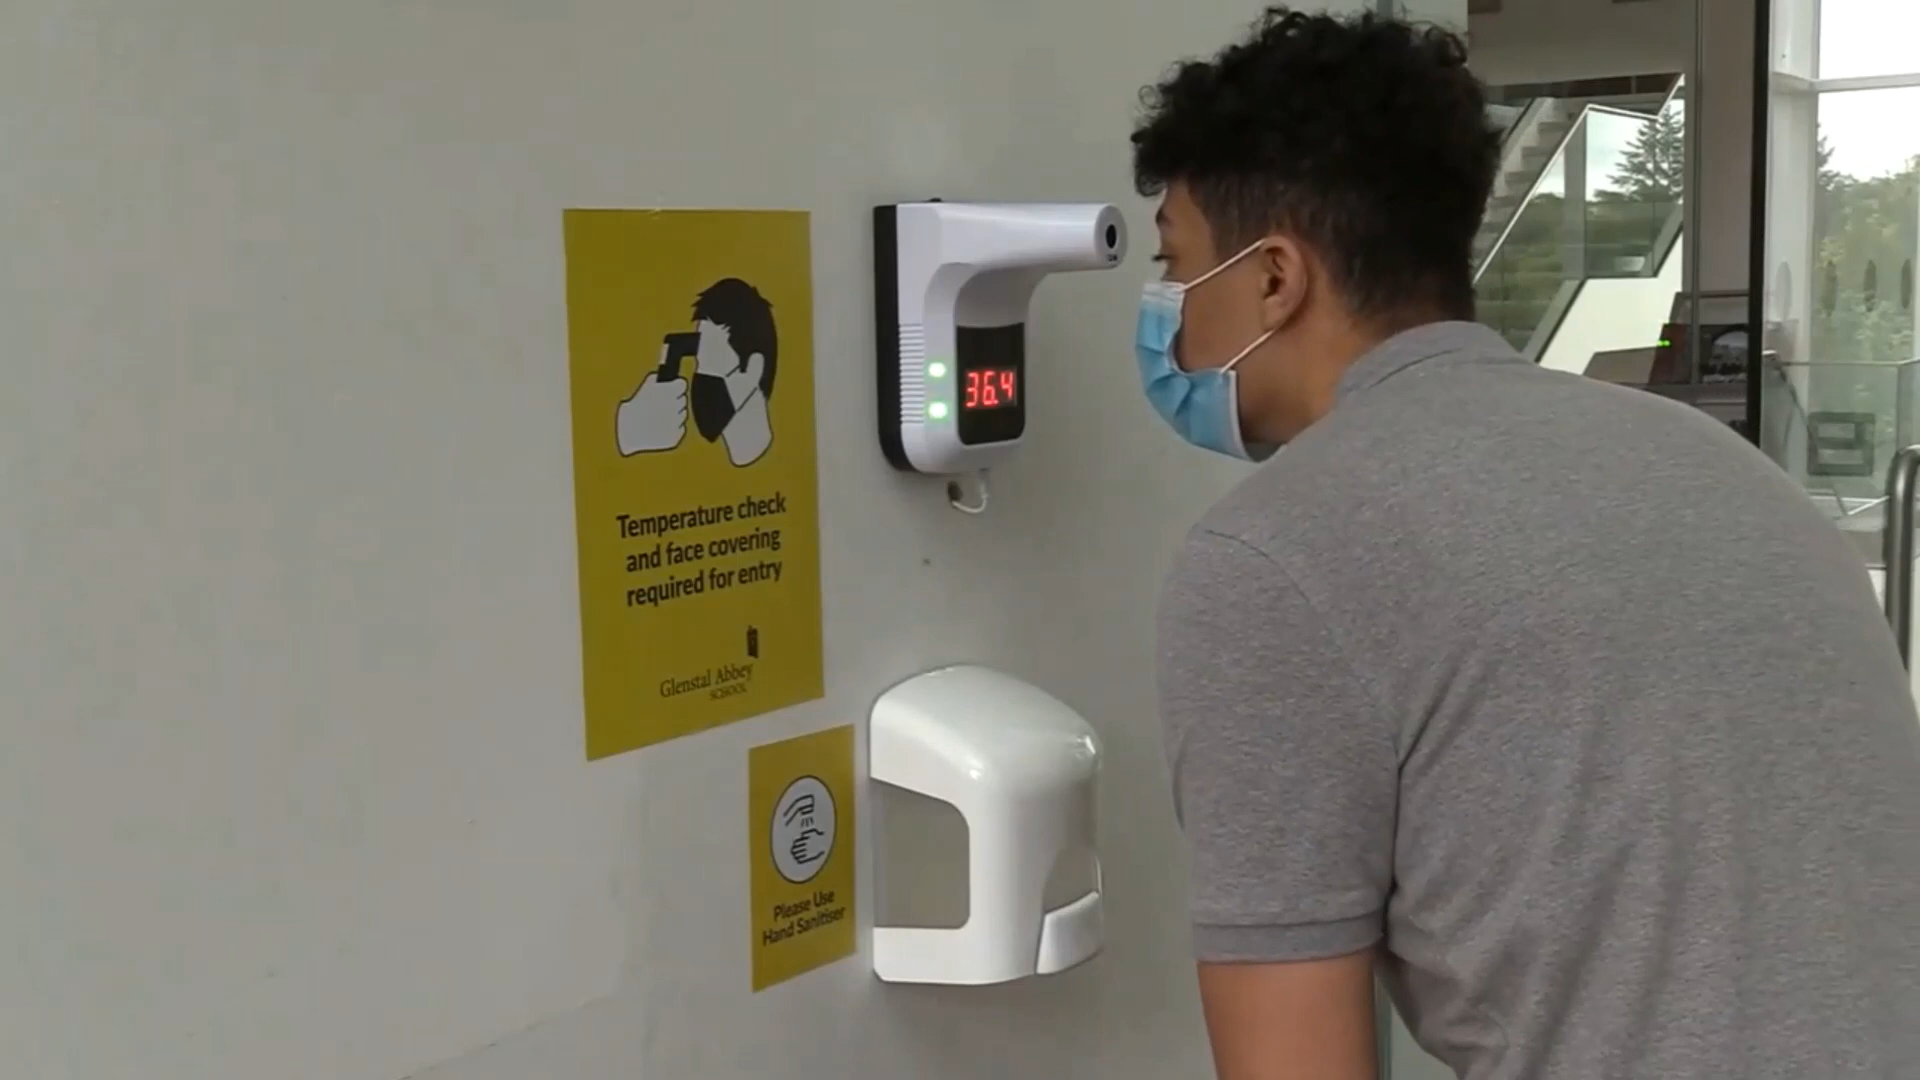 Temperature check
and face covering
required for entry
Glenstal Abbey
SCHOOL
36.4
Please Use
Hand Sanitiser